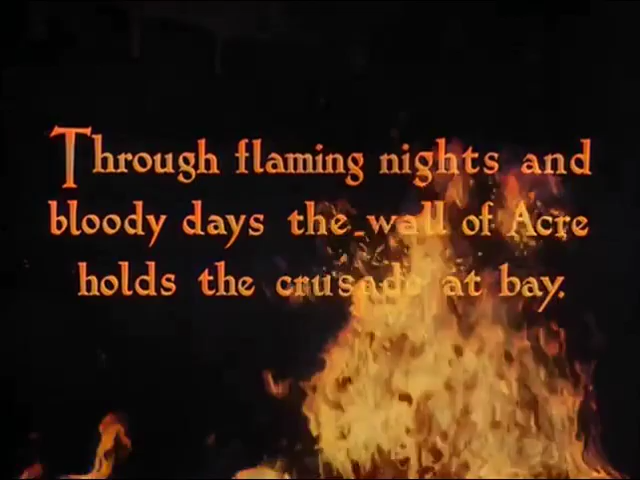 Through flaming nights and
bloody days the wall of Acre
holds the crusade at bay.